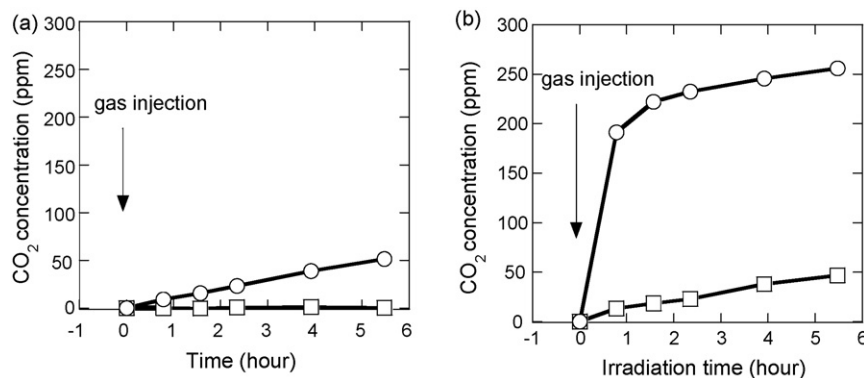 (a)
300
250
200
150
100
50
0
gas injection
CO2 concentration (ppm)
-1 0 1 2 3 4 5 6
Time (hour)
(b)
300
250
200
150
100
50
0
gas injection
CO2 concentration (ppm)
-1 0 1 2 3 4 5 6
Irradiation time (hour)